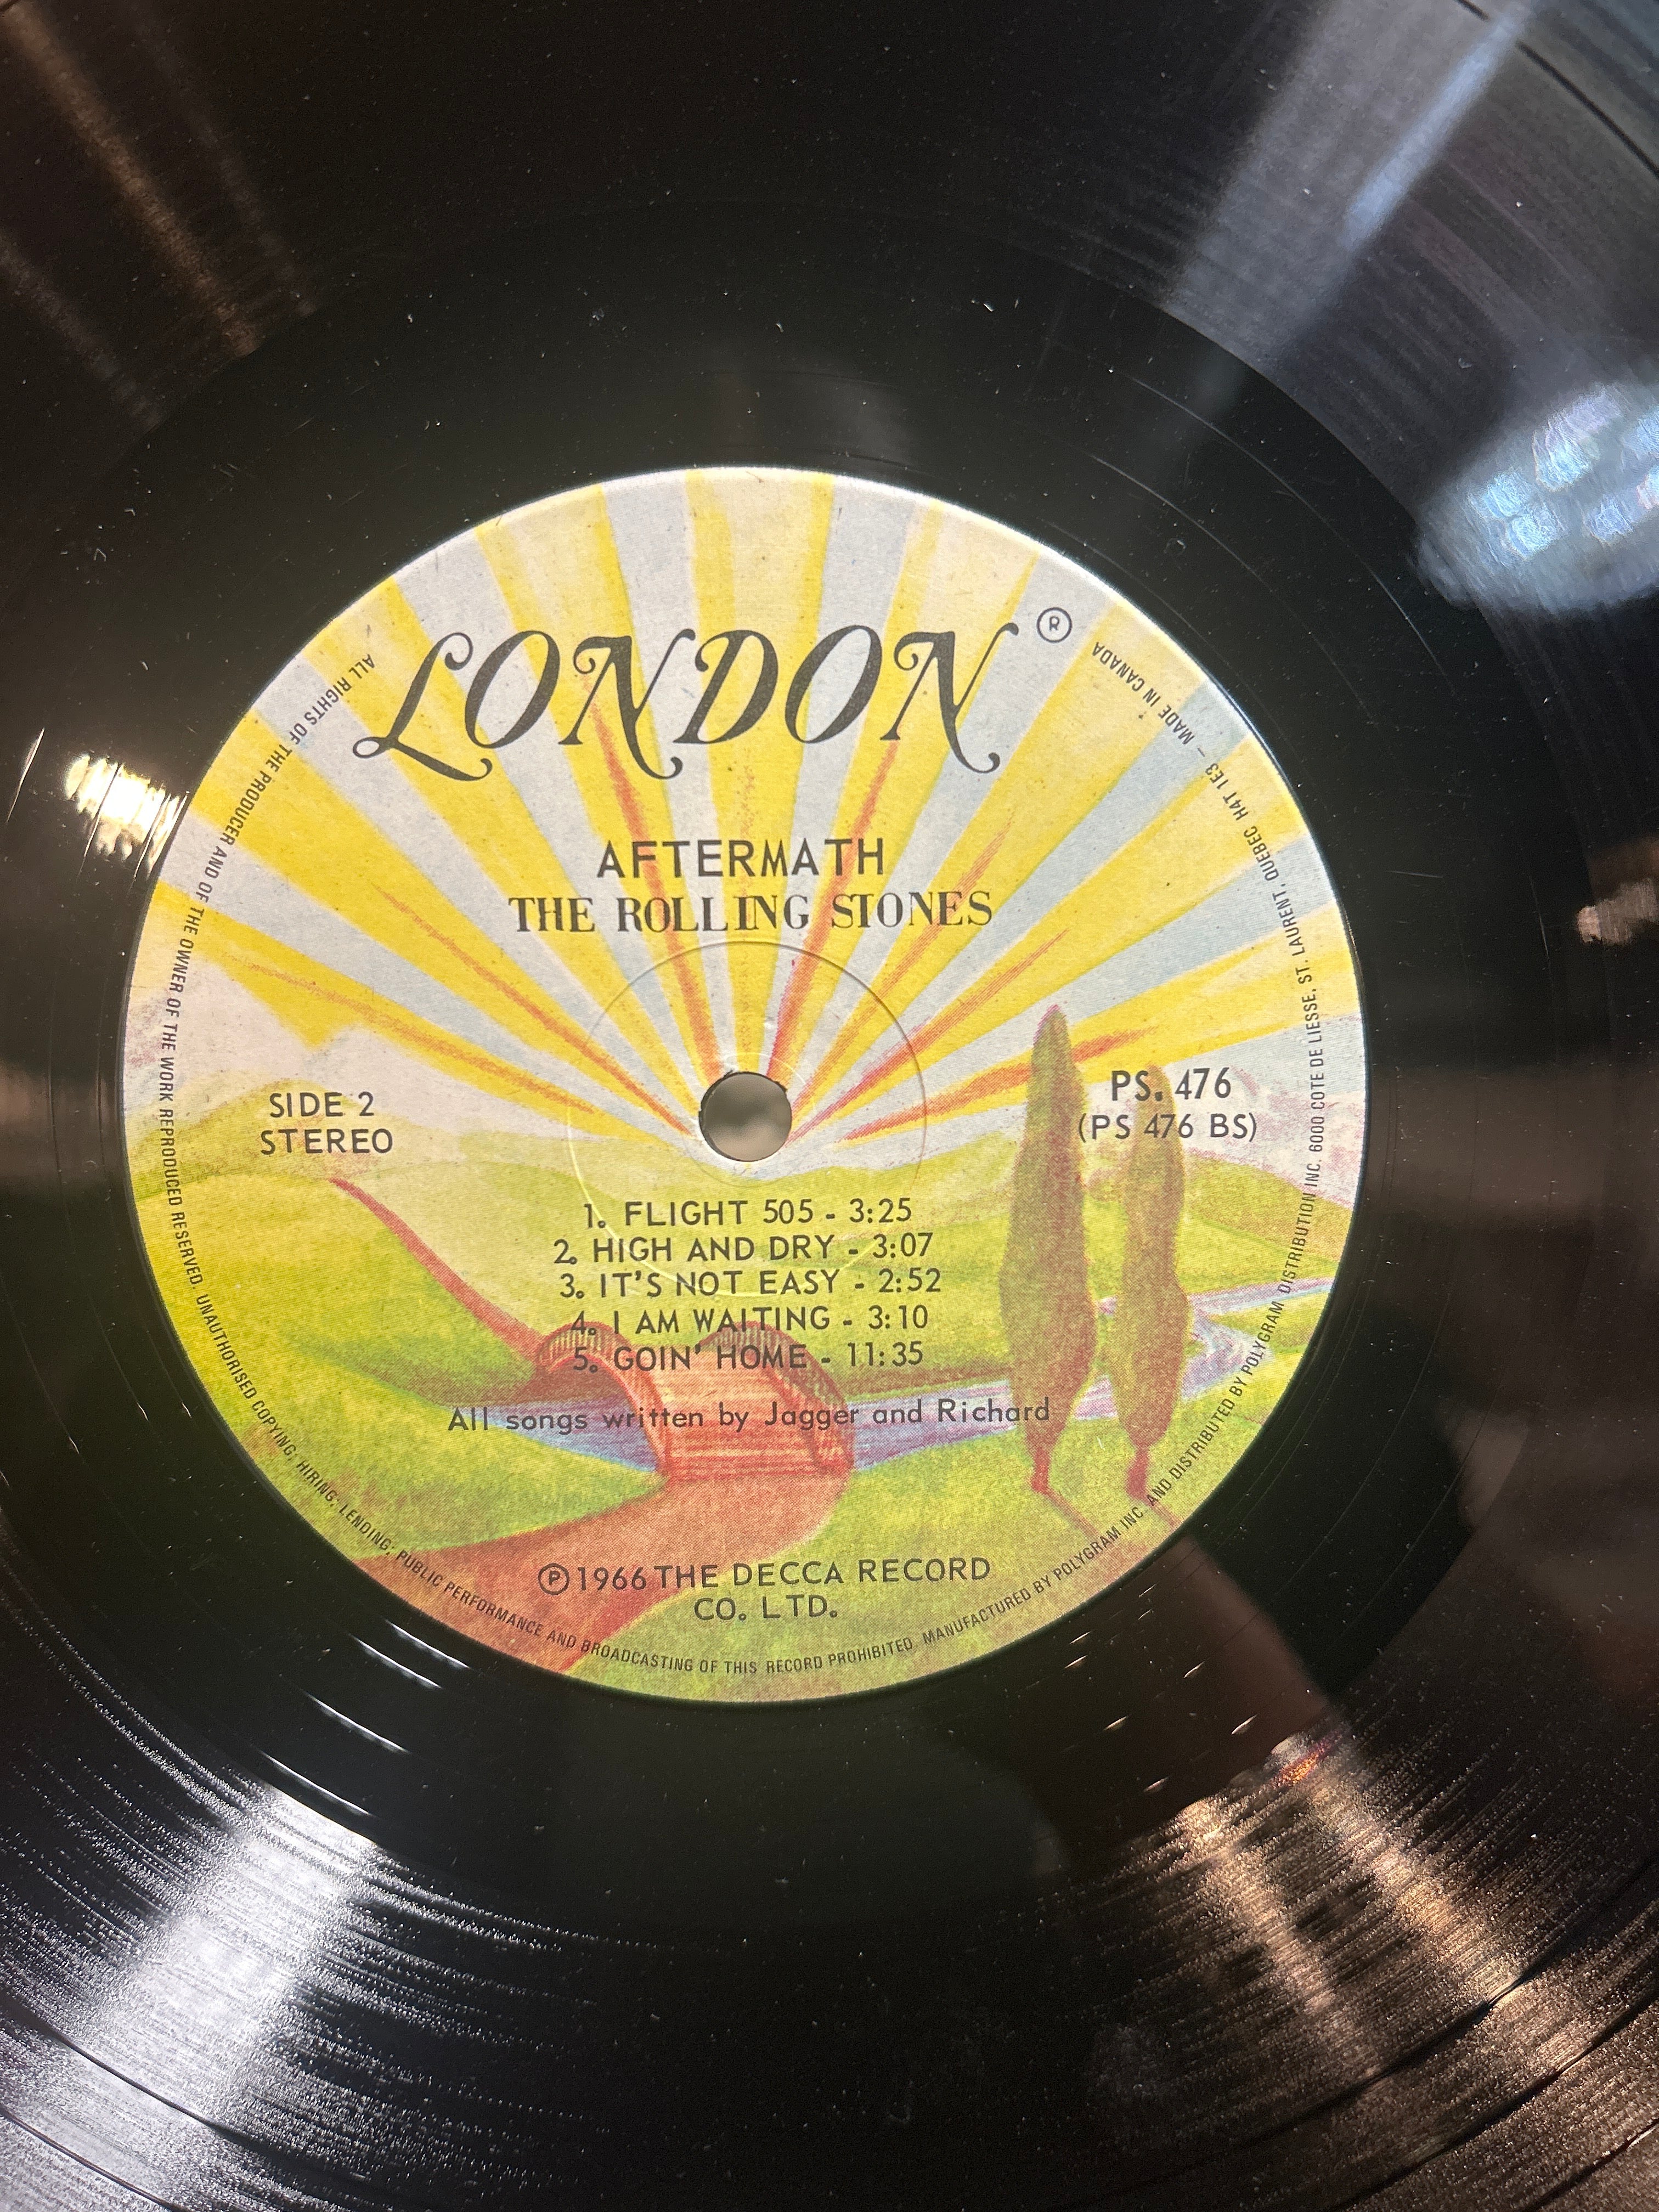 LONDON ®
AFTERMATH
THE ROLLING STONES
SIDE 2
STEREO
PS. 476
(PS 476 BS)
1. FLIGHT 505 - 3:25
2. HIGH AND DRY - 3:07
3. IT'S NOT EASY - 2:52
4. I AM WAITING - 3:10
5. GOIN' HOME - 11:35
All songs written by Jagger and Richard
Ⓟ1966 THE DECCA RECORD
CO. LTD.
ALL RIGHTS OF THE PRODUCER AND OF THE OWNER OF THE WORK REPRODUCED RESERVED. UNAUTHORISED COPYING; HIRING; LENDING; PUBLIC PERFORMANCE AND BROADCASTING OF THIS RECORD PROHIBITED. MANUFACTURED BY POLYGRAM INC. AND DISTRIBUTED BY POLYGRAM DISTRIBUTION INC. 6000 COTE DE LIESSE, ST. LAURENT, QUEBEC H4T 1E3 – MADE IN CANADA